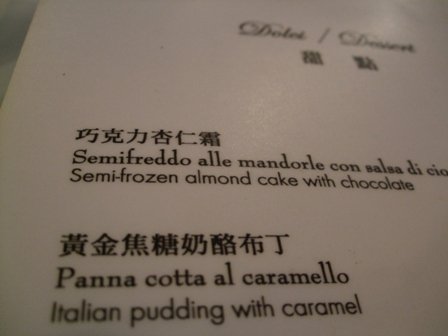 Dolci / Dessert
甜 點
巧克力杏仁霜
Semifreddo alle mandorle con salsa di cio
Semi-frozen almond cake with chocolate
黃金焦糖奶酪布丁
Panna cotta al caramello
Italian pudding with caramel